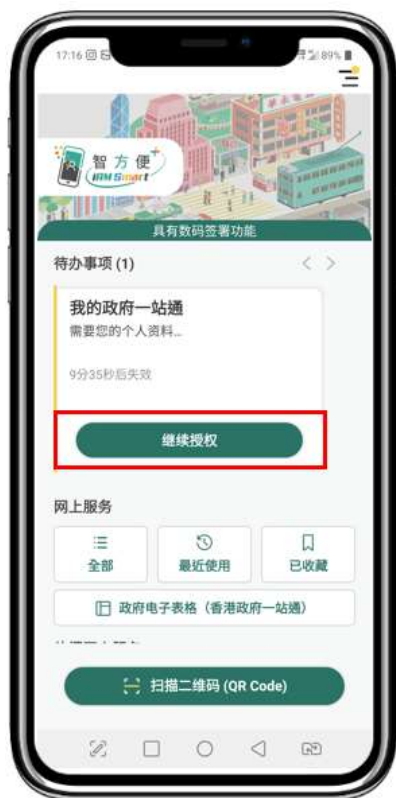 17:16
89%
智方便+
iAM Smart
具有数码签署功能
待办事项 (1)
我的政府一站通
需要您的个人资料...
9分35秒后失效
继续授权
网上服务
全部
最近使用
已收藏
政府电子表格（香港政府一站通）
扫描二维码 (QR Code)